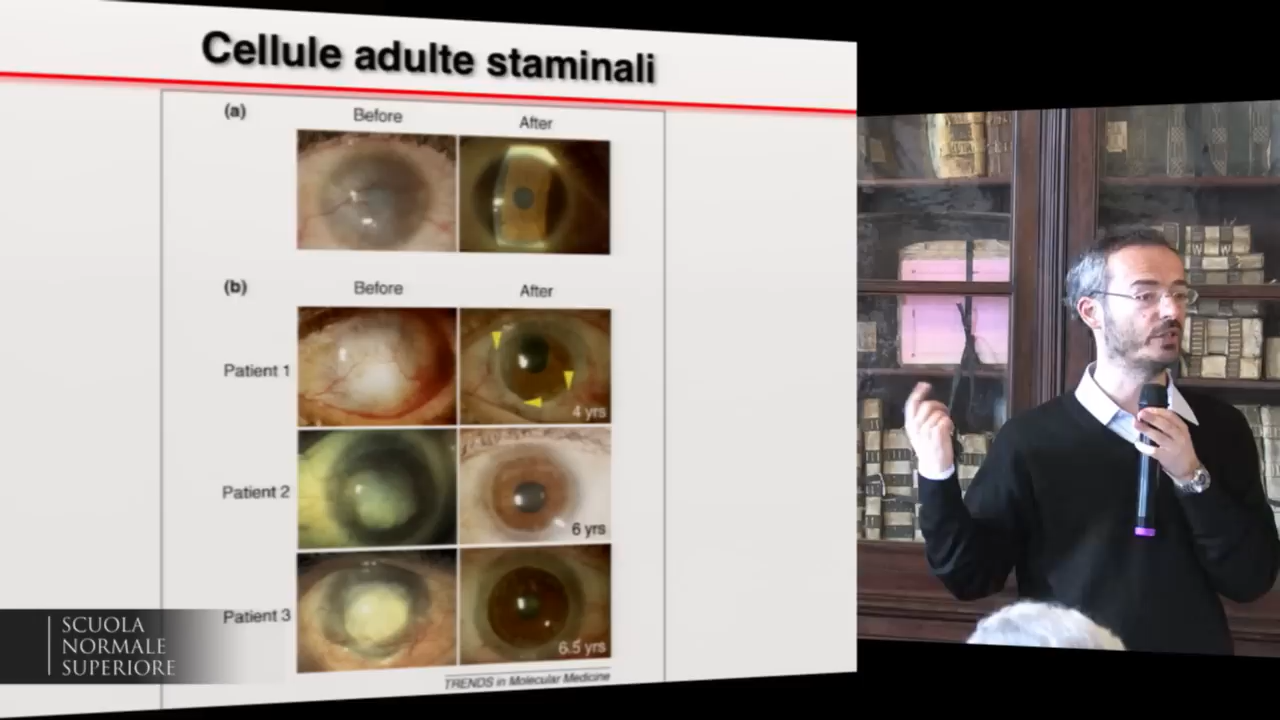 Cellule adulte staminali
(a)
Before
After
(b)
Before
After
Patient 1
4 yrs
Patient 2
6 yrs
Patient 3
6.5 yrs
TRENDS in Molecular Medicine
SCUOLA
NORMALE
SUPERIORE